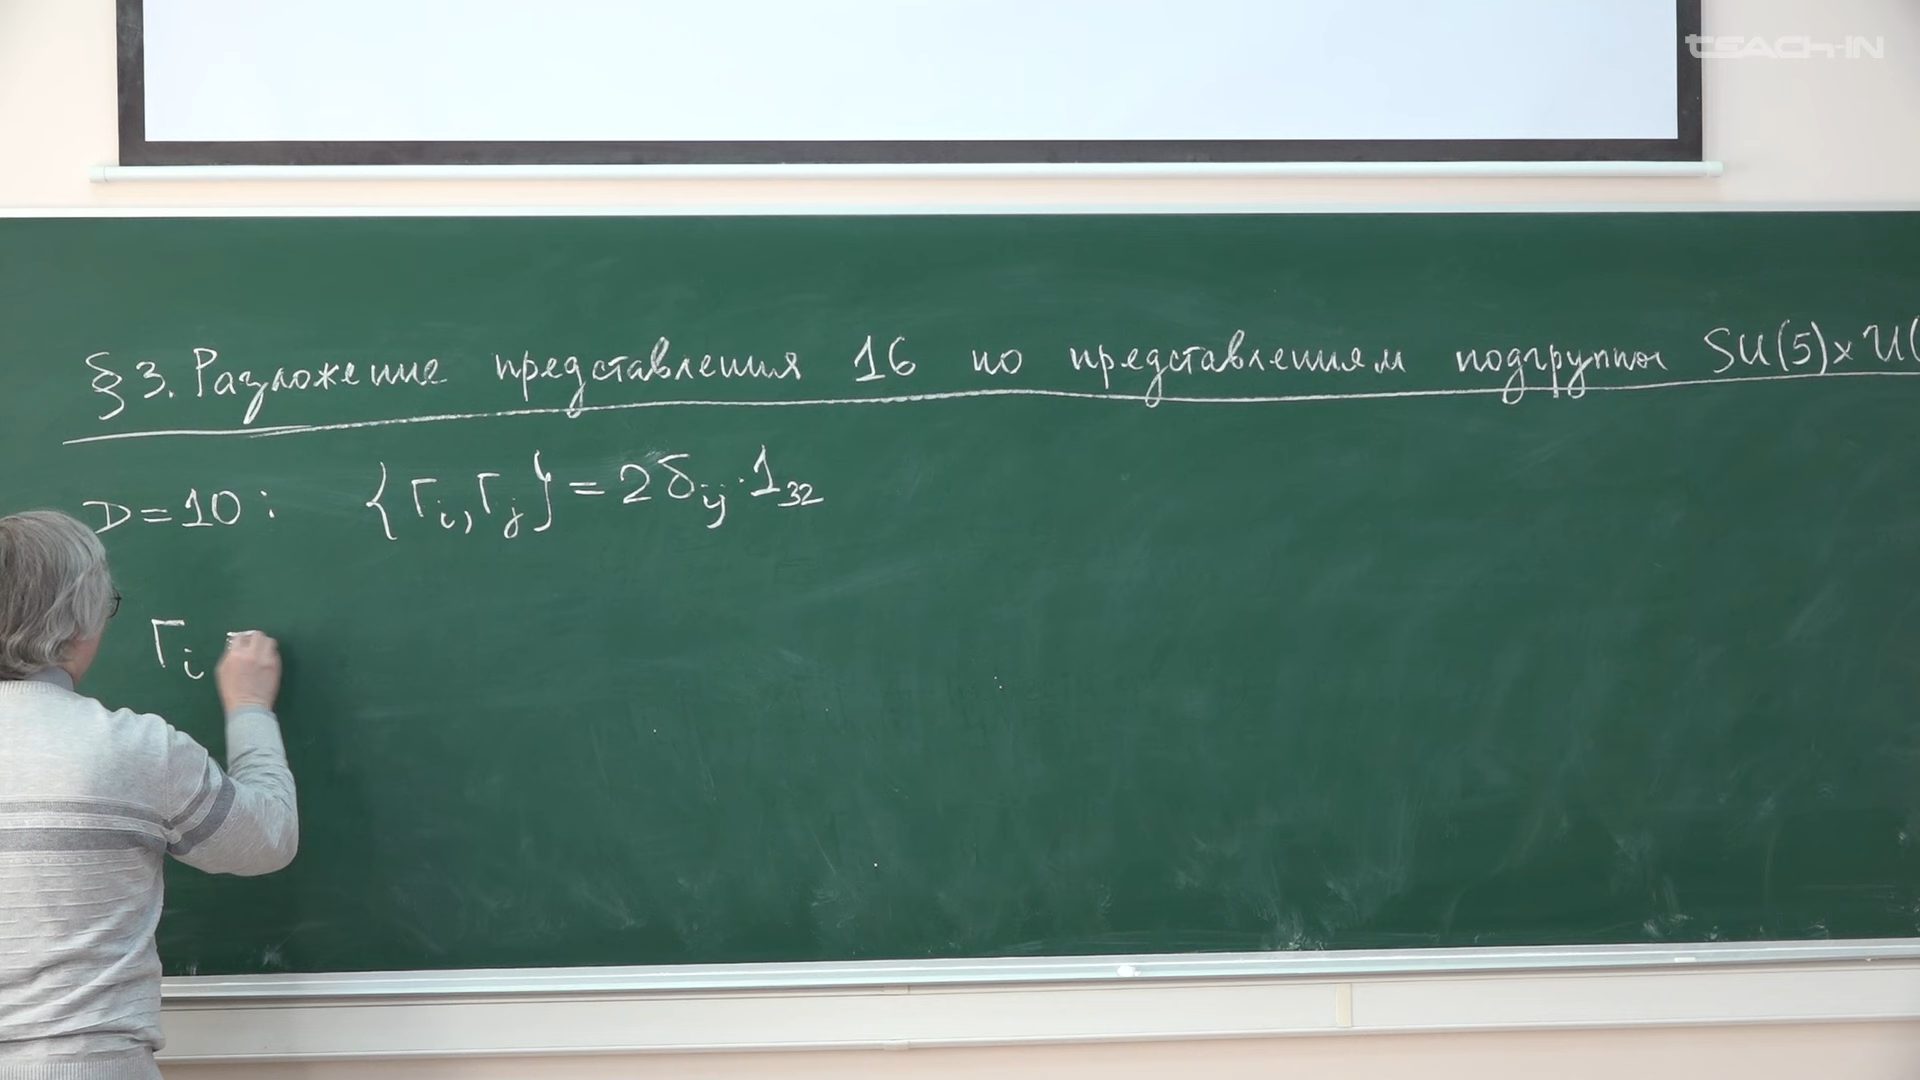 teach-in
§3. Разложение представления 16 по представлениям подгруппы SU(5)×U(
D=10: {Γi, Γj} = 2δij·1₃₂
Γi =